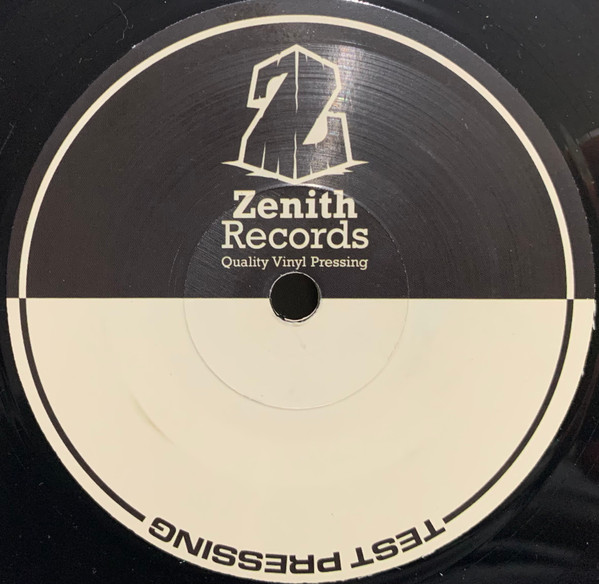 Z
Zenith
Records
Quality Vinyl Pressing
TEST PRESSING